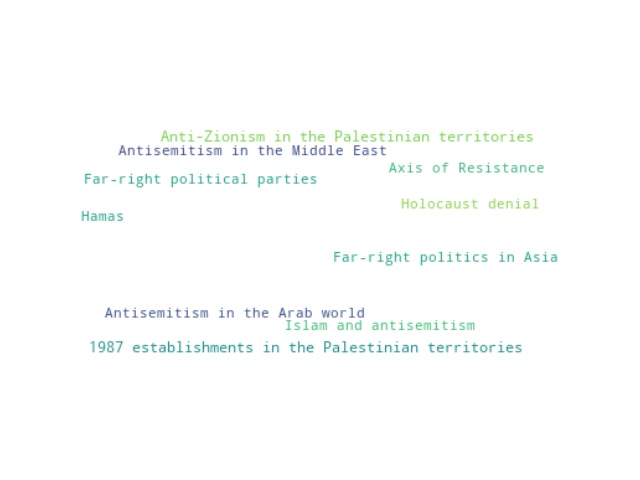 Anti-Zionism in the Palestinian territories
Antisemitism in the Middle East
Axis of Resistance
Far-right political parties
Holocaust denial
Hamas
Far-right politics in Asia
Antisemitism in the Arab world
Islam and antisemitism
1987 establishments in the Palestinian territories